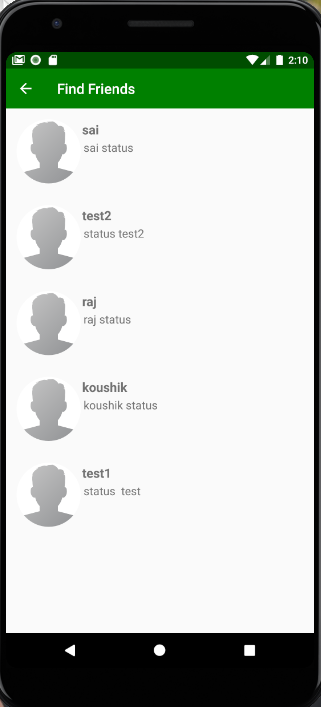 2:10
Find Friends
sai
sai status
test2
status test2
raj
raj status
koushik
koushik status
test1
status  test